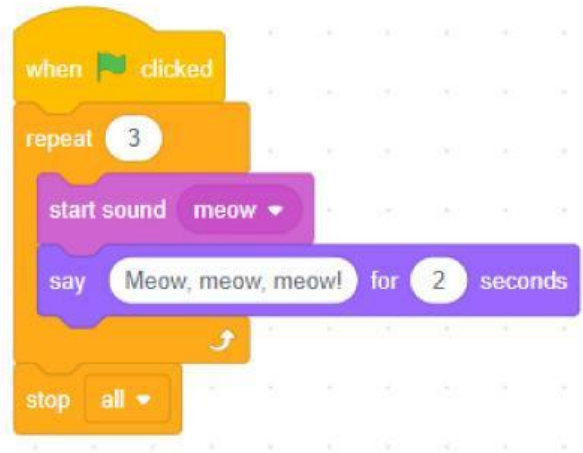 when clicked
repeat 3
start sound meow
say Meow, meow, meow! for 2 seconds
stop all